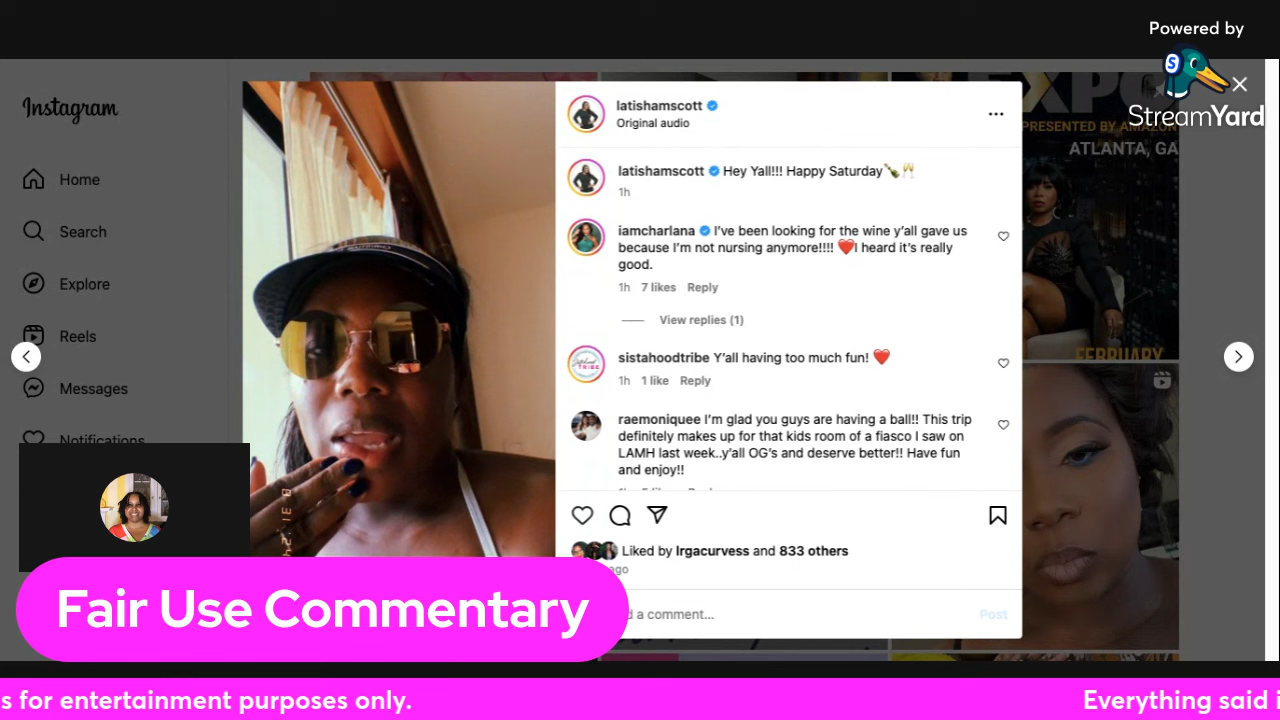 Powered by
StreamYard
EXPO
PRESENTED BY AMAZON
ATLANTA, GA
FEBRUARY
Instagram
Home
Search
Explore
Reels
Messages
Notifications
latishamscott
Original audio
latishamscott Hey Yall!!! Happy Saturday
1h
iamcharlana I've been looking for the wine y'all gave us
because I'm not nursing anymore!!!! I heard it's really
good.
1h 7 likes Reply
View replies (1)
sistahoodtribe Y'all having too much fun!
1h 1 like Reply
raemoniquee I'm glad you guys are having a ball!! This trip
definitely makes up for that kids room of a fiasco I saw on
LAMH last week..y'all OG's and deserve better!! Have fun
and enjoy!!
Liked by lrgacurvess and 833 others
ago
d a comment...
Post
Fair Use Commentary
s for entertainment purposes only.
Everything said i